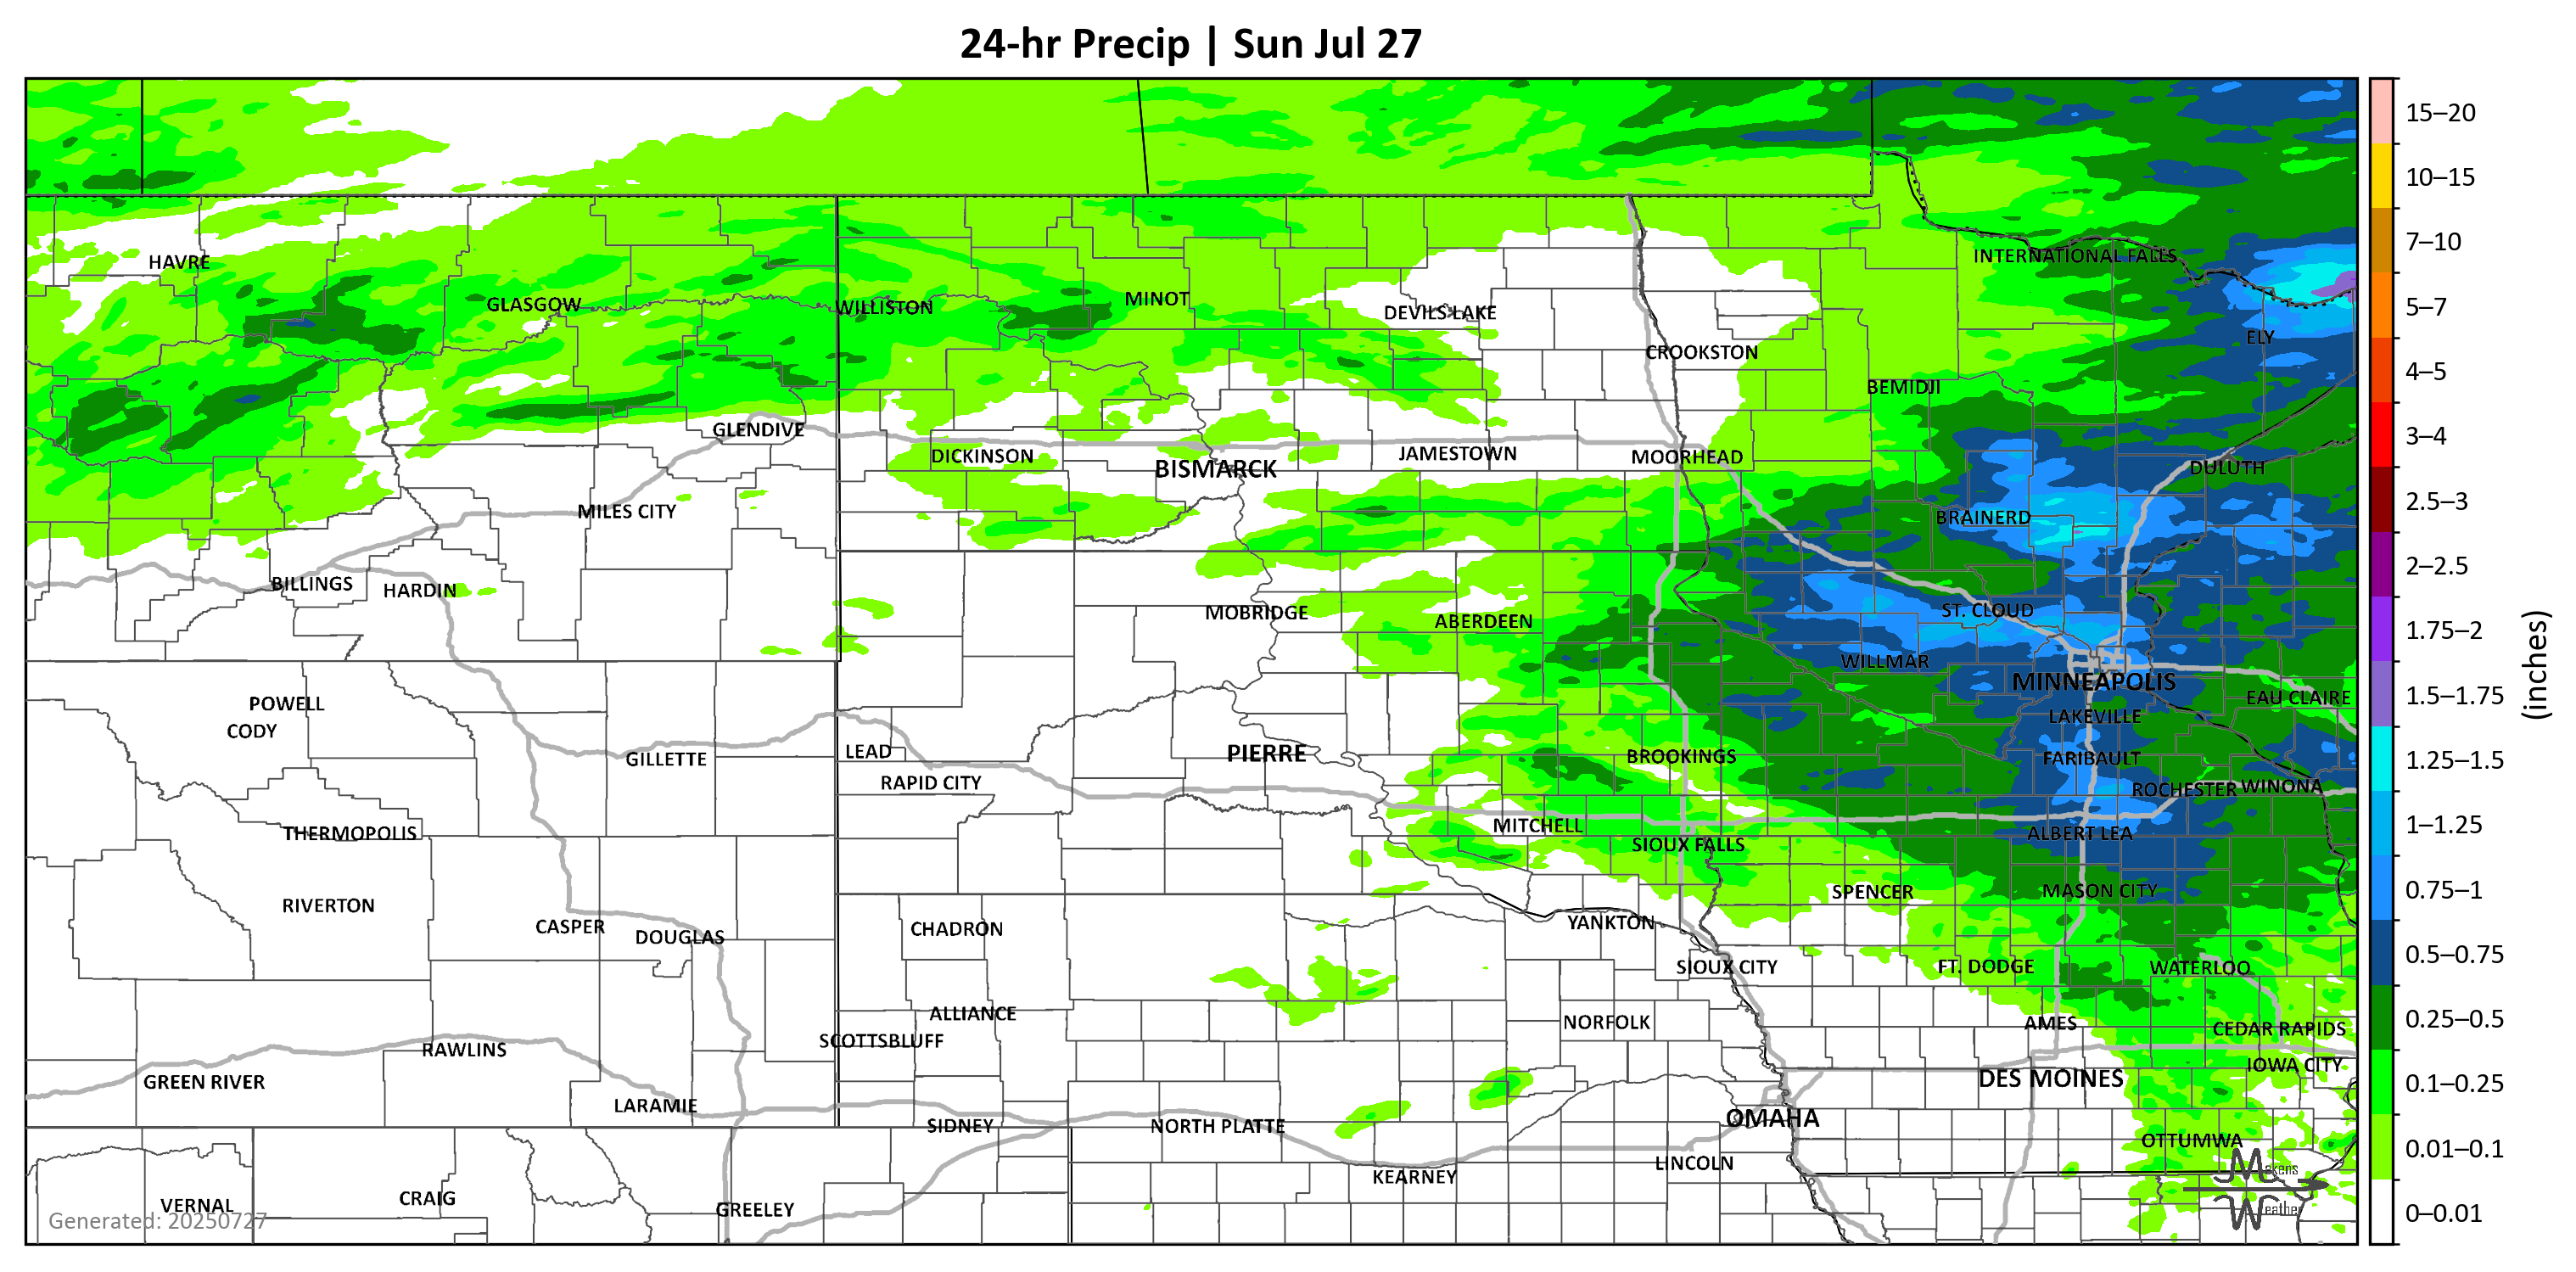 24-hr Precip | Sun Jul 27
15–20
10–15
7–10
5–7
4–5
3–4
2.5–3
2–2.5
1.75–2
1.5–1.75
1.25–1.5
1–1.25
0.75–1
0.5–0.75
0.25–0.5
0.1–0.25
0.01–0.1
0–0.01
(inches)
HAVRE
INTERNATIONAL FALLS
GLASGOW
WILLISTON
MINOT
DEVILS LAKE
ELY
CROOKSTON
BEMIDJI
GLENDIVE
DICKINSON
BISMARCK
JAMESTOWN
MOORHEAD
DULUTH
MILES CITY
BRAINERD
BILLINGS
HARDIN
MOBRIDGE
ABERDEEN
ST. CLOUD
WILLMAR
MINNEAPOLIS
EAU CLAIRE
POWELL
CODY
LAKEVILLE
GILLETTE
LEAD
PIERRE
BROOKINGS
FARIBAULT
RAPID CITY
ROCHESTER
WINONA
THERMOPOLIS
MITCHELL
ALBERT LEA
SIOUX FALLS
SPENCER
MASON CITY
RIVERTON
CASPER
DOUGLAS
CHADRON
YANKTON
SIOUX CITY
FT. DODGE
WATERLOO
ALLIANCE
NORFOLK
AMES
CEDAR RAPIDS
SCOTTSBLUFF
RAWLINS
IOWA CITY
GREEN RIVER
DES MOINES
LARAMIE
SIDNEY
NORTH PLATTE
OMAHA
OTTUMWA
KEARNEY
LINCOLN
VERNAL
CRAIG
GREELEY
Generated: 20250727
Makens
Weather